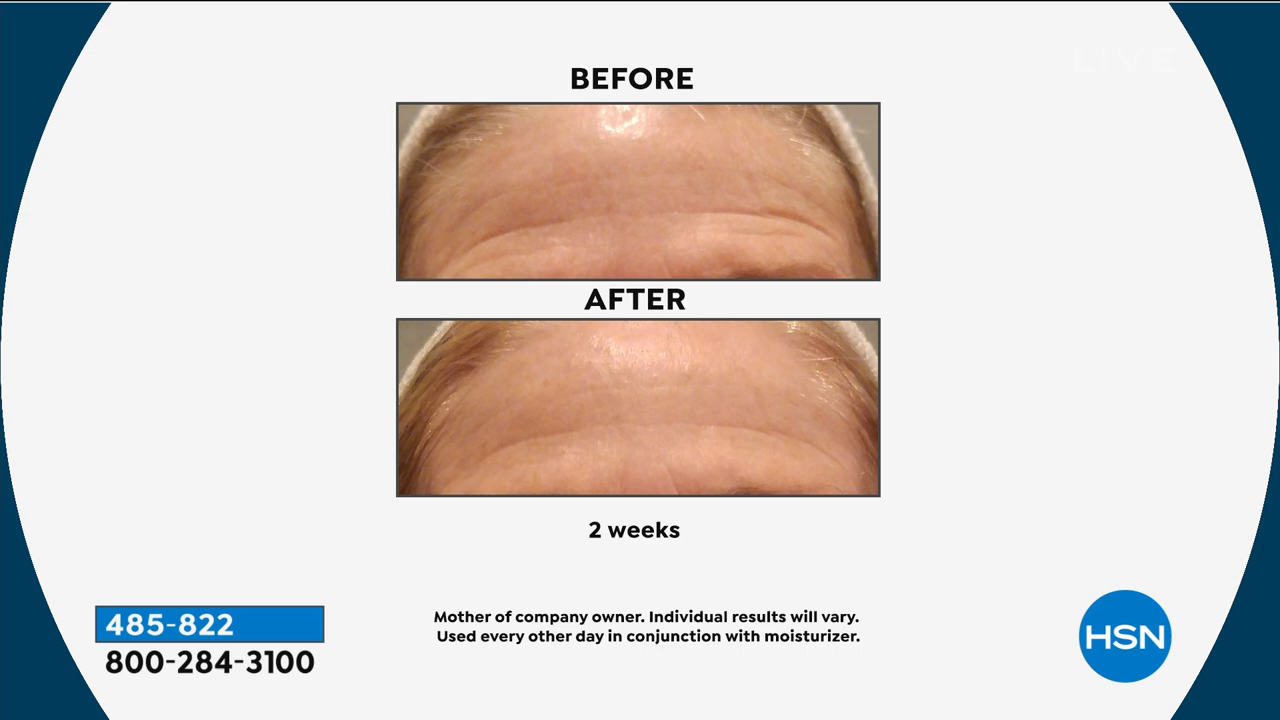 LIVE
BEFORE
AFTER
2 weeks
Mother of company owner. Individual results will vary.
Used every other day in conjunction with moisturizer.
485-822
800-284-3100
HSN